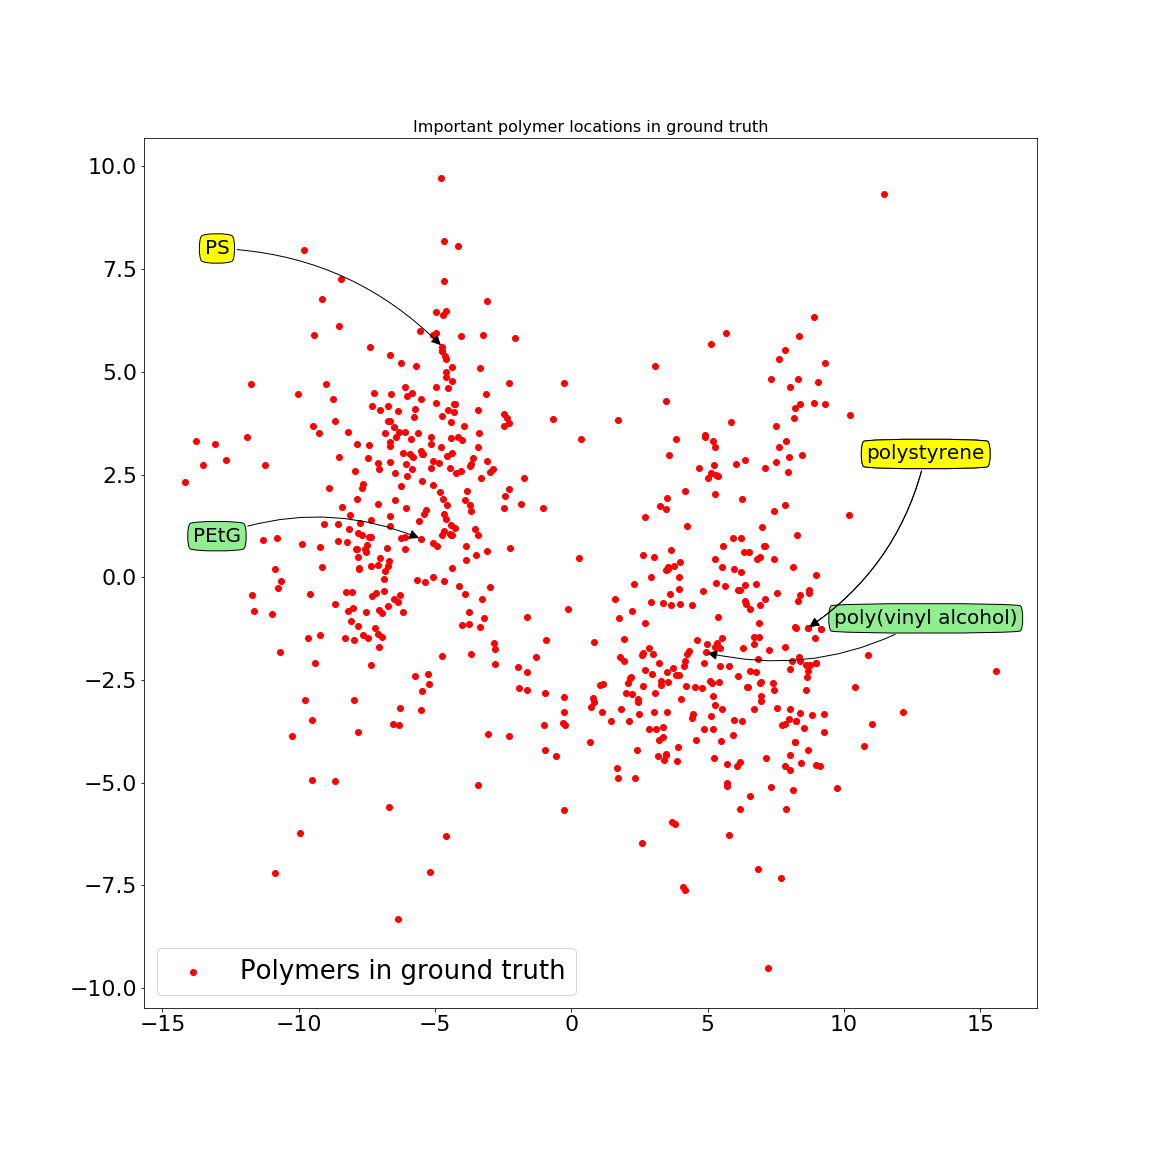 Important polymer locations in ground truth
10.0
7.5
5.0
2.5
0.0
−2.5
−5.0
−7.5
−10.0
PS
polystyrene
PEtG
poly(vinyl alcohol)
Polymers in ground truth
−15
−10
−5
0
5
10
15